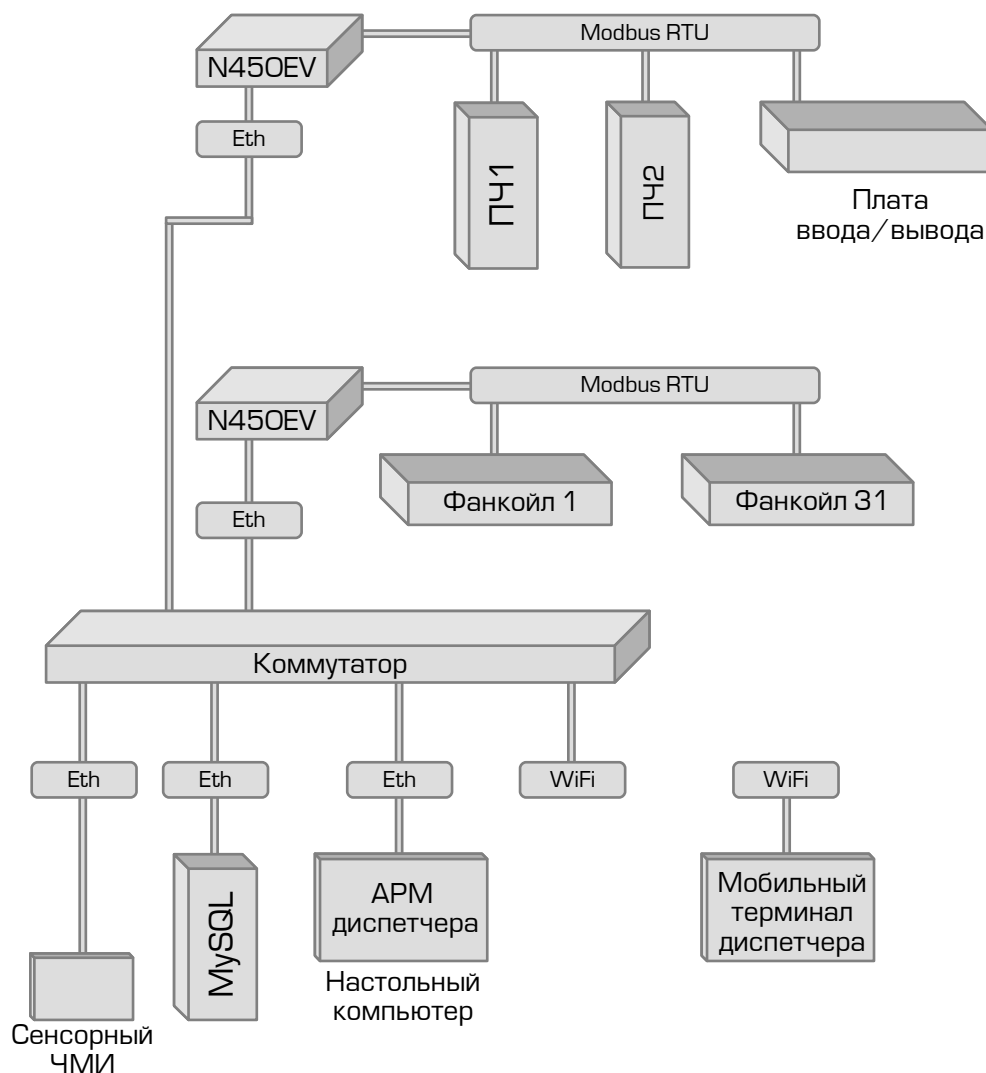 Modbus RTU
N450EV
Eth
ПЧ1
ПЧ2
Плата
ввода/вывода
Modbus RTU
N450EV
Фанкойл 1
Фанкойл 31
Eth
Коммутатор
Eth
Eth
Eth
WiFi
WiFi
MySQL
АРМ
диспетчера
Мобильный
терминал
диспетчера
Настольный
компьютер
Сенсорный
ЧМИ